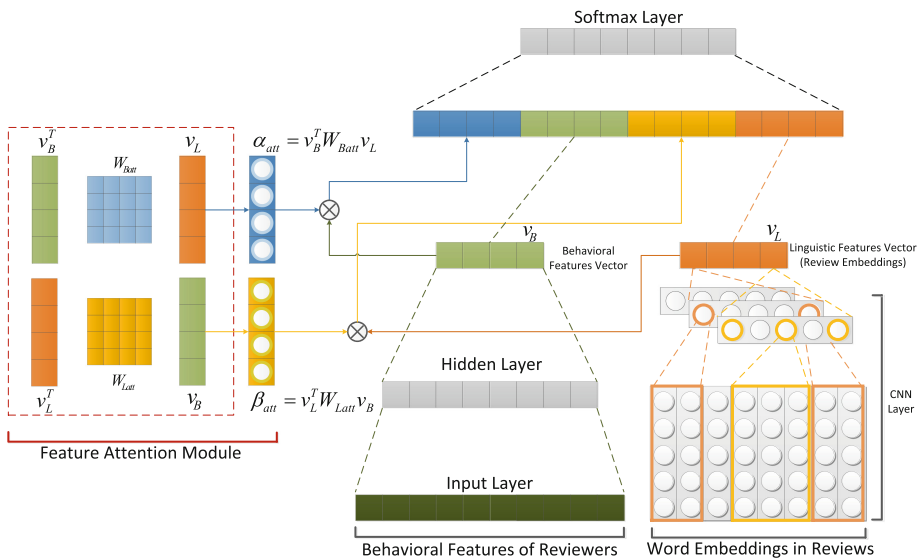 Softmax Layer
v_B^T
W_Batt
v_L
α_att = v_B^T W_Batt v_L
v_B
Behavioral
Features Vector
v_L
Linguistic Features Vector
(Review Embeddings)
v_L^T
W_Latt
v_B
β_att = v_L^T W_Latt v_B
Hidden Layer
CNN
Layer
Feature Attention Module
Input Layer
Behavioral Features of Reviewers
Word Embeddings in Reviews